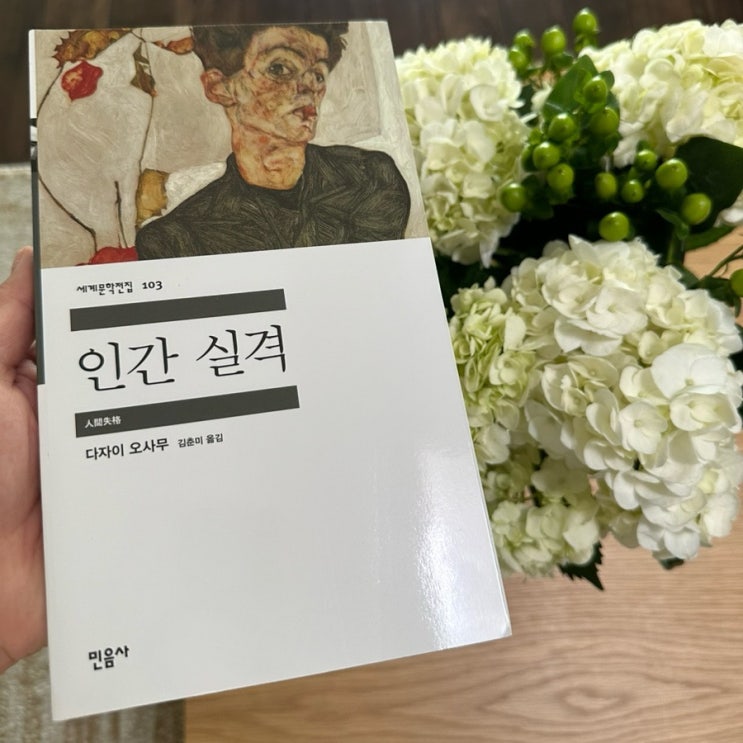 세계문학전집 103
인간 실격
人間失格
다자이 오사무 김춘미 옮김
민음사